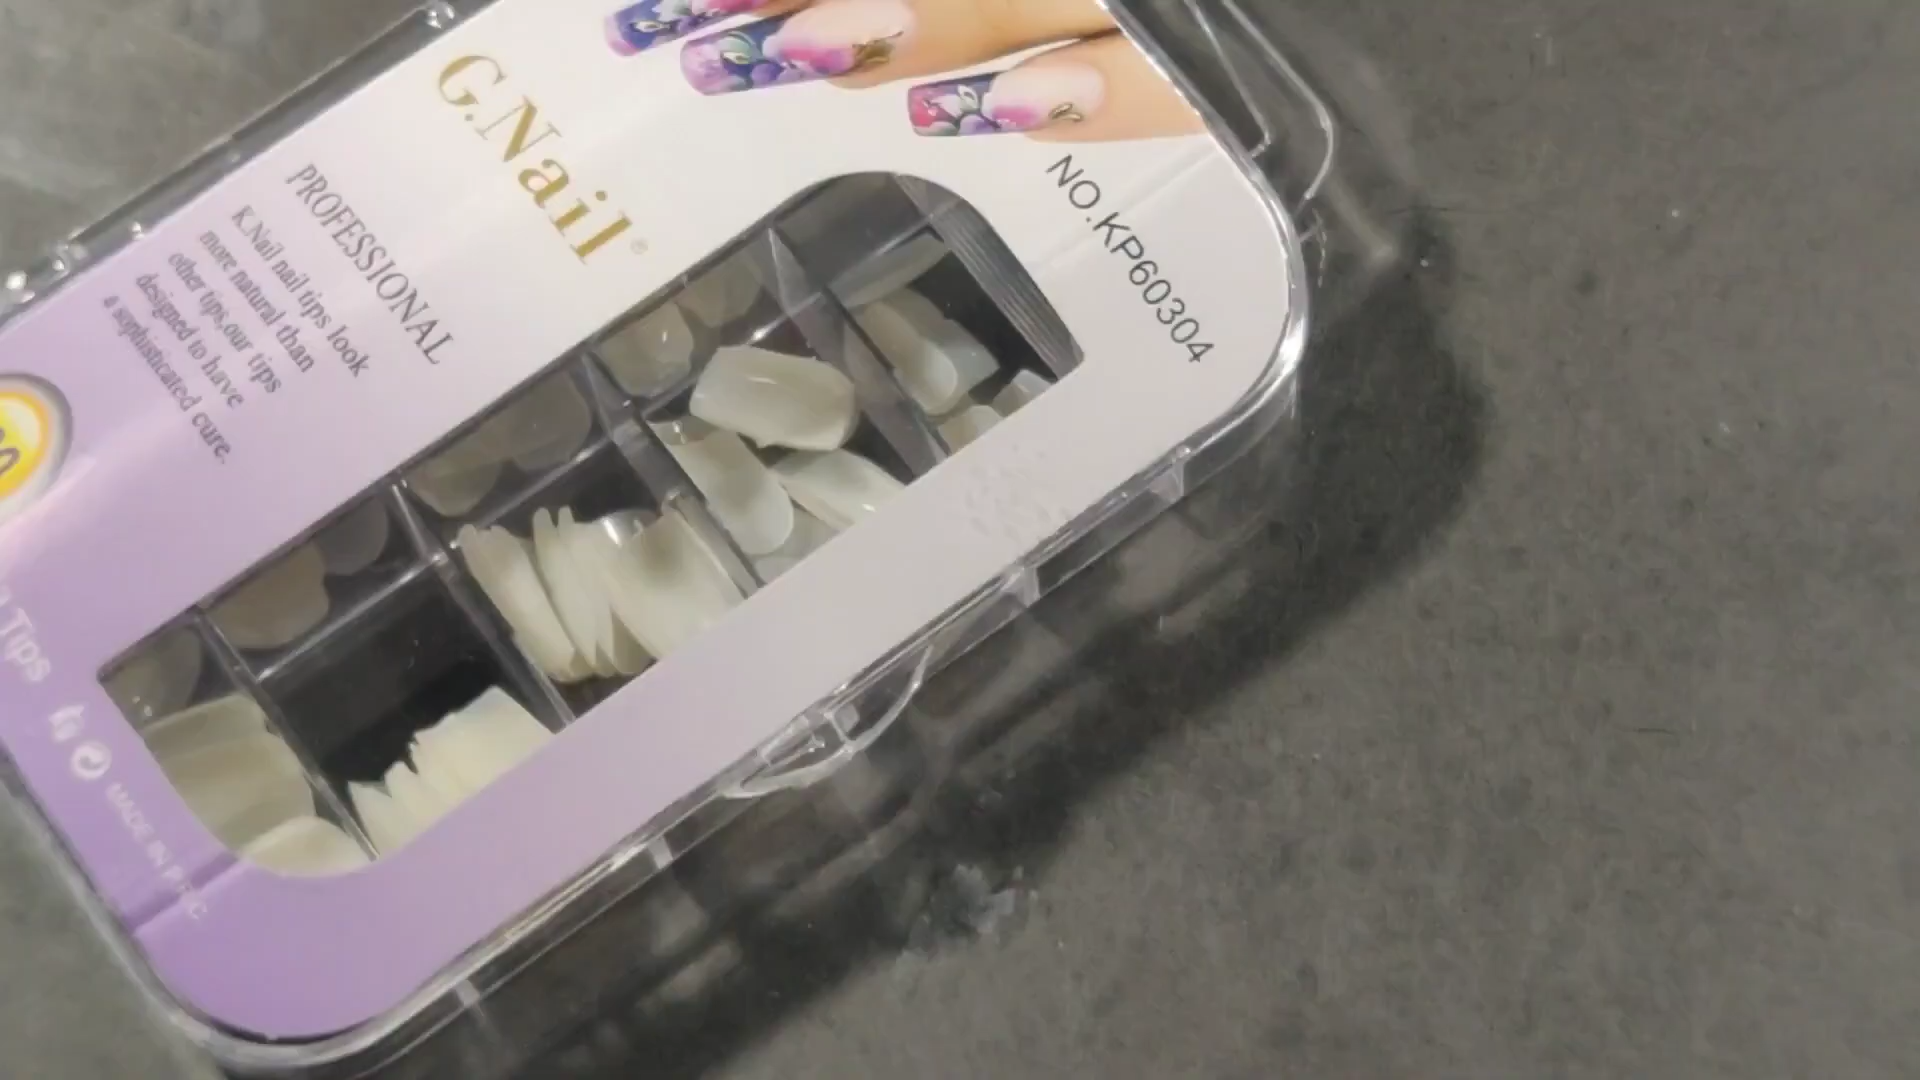 G.Nail®
PROFESSIONAL
K.Nail nail tips look
more natural than
other tips,our tips
designed to have
a sophisticated cure.
NO.KP60304
Tips
MADE IN